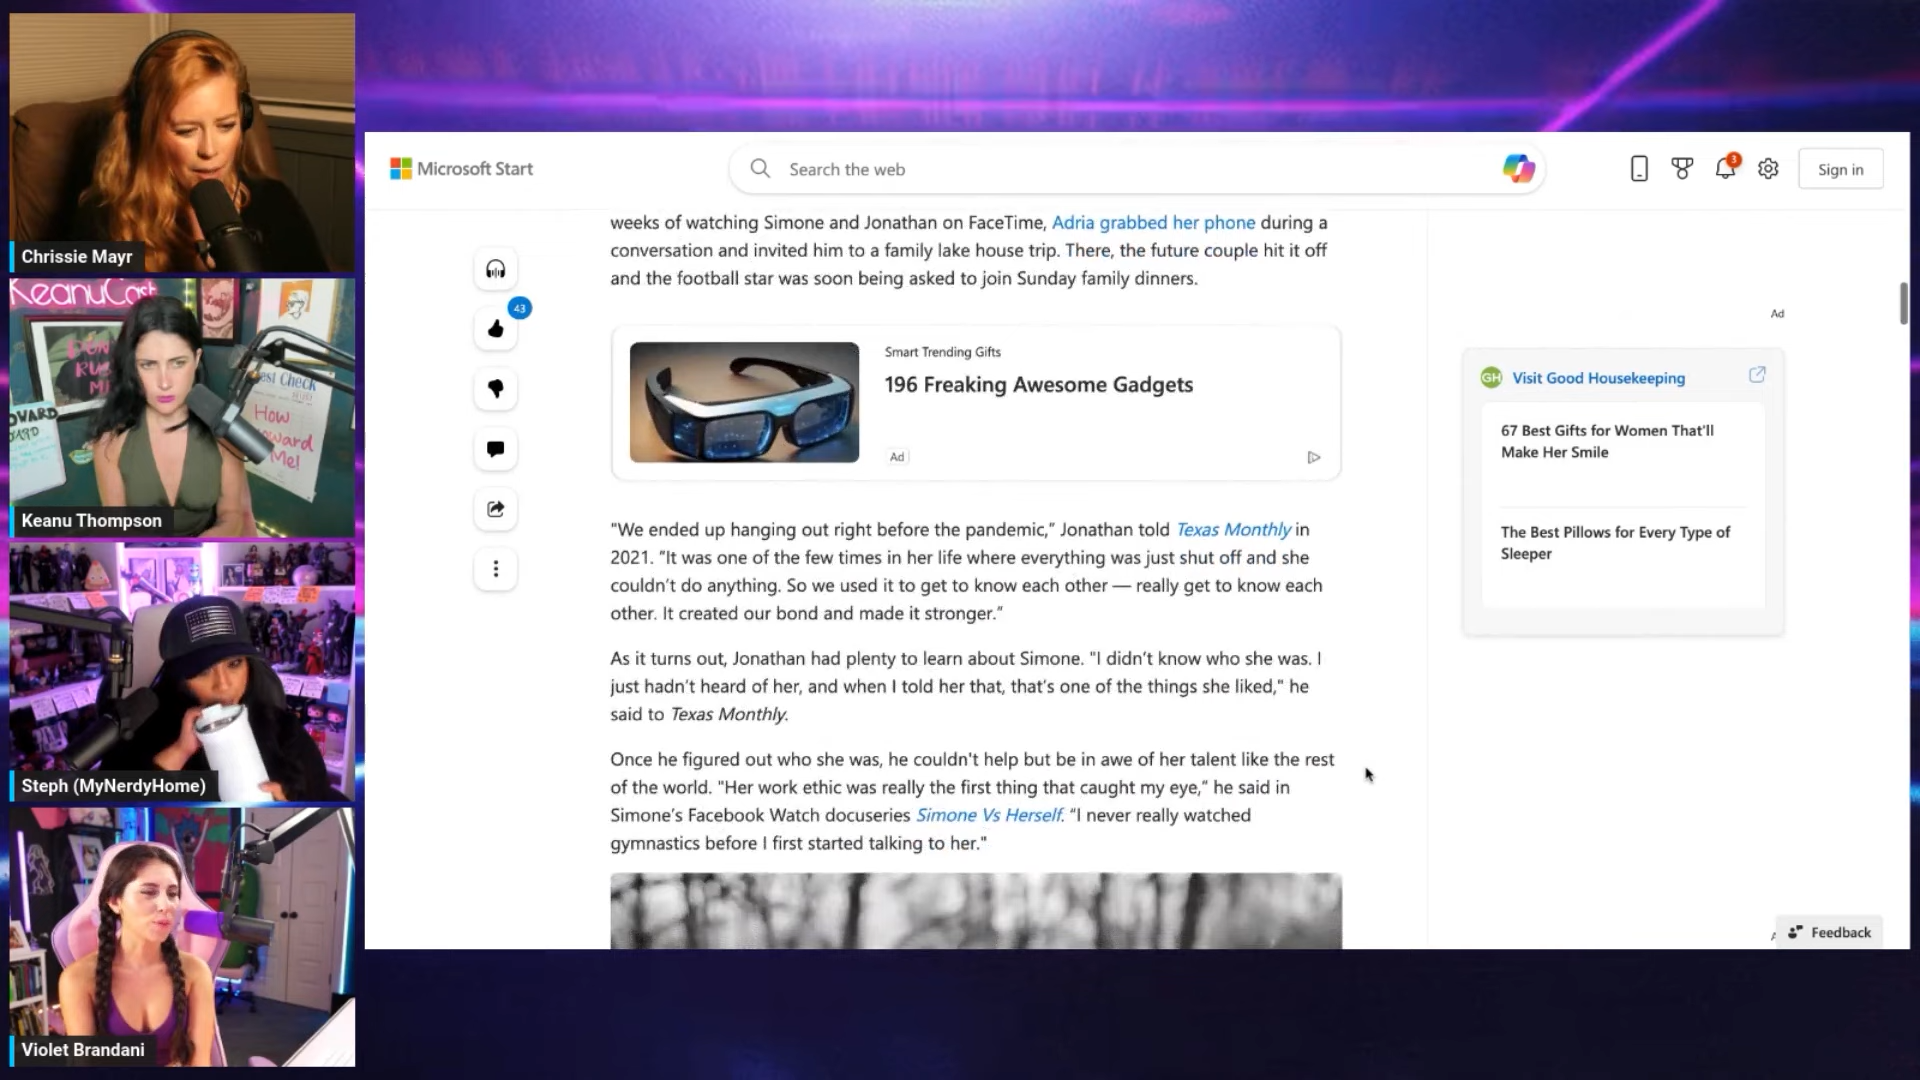 Chrissie Mayr
KeanuCast
DON'
RU
M
est Check
How
oward
Me!
OWARD
Keanu Thompson
Steph (MyNerdyHome)
Violet Brandani
Microsoft Start
Search the web
3
Sign in
43
weeks of watching Simone and Jonathan on FaceTime, Adria grabbed her phone during a
conversation and invited him to a family lake house trip. There, the future couple hit it off
and the football star was soon being asked to join Sunday family dinners.
Smart Trending Gifts
196 Freaking Awesome Gadgets
Ad
"We ended up hanging out right before the pandemic,” Jonathan told Texas Monthly in
2021. “It was one of the few times in her life where everything was just shut off and she
couldn’t do anything. So we used it to get to know each other — really get to know each
other. It created our bond and made it stronger.”
As it turns out, Jonathan had plenty to learn about Simone. "I didn’t know who she was. I
just hadn’t heard of her, and when I told her that, that’s one of the things she liked," he
said to Texas Monthly.
Once he figured out who she was, he couldn't help but be in awe of her talent like the rest
of the world. "Her work ethic was really the first thing that caught my eye,” he said in
Simone’s Facebook Watch docuseries Simone Vs Herself. “I never really watched
gymnastics before I first started talking to her."
Ad
GH Visit Good Housekeeping
67 Best Gifts for Women That'll
Make Her Smile
The Best Pillows for Every Type of
Sleeper
Feedback